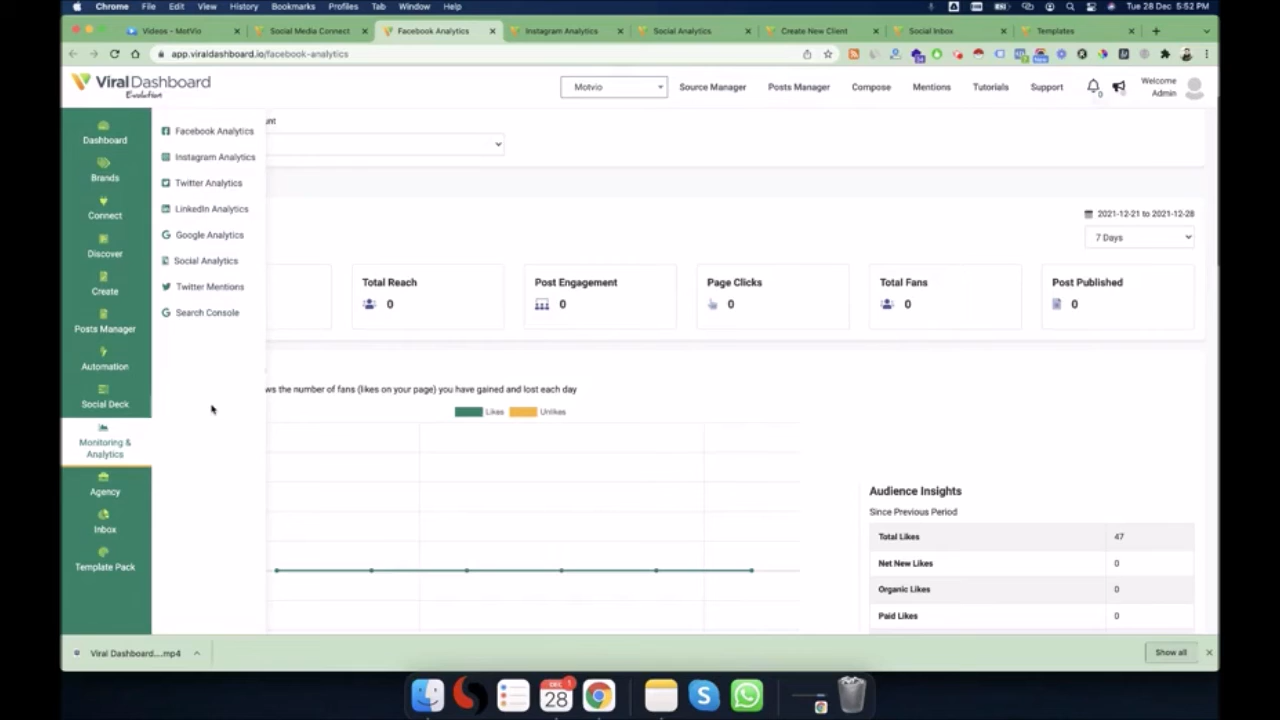 Chrome File Edit View History Bookmarks Profiles Tab Window Help Tue 28 Dec 5:52 PM
Videos - MotVio Social Media Connect Facebook Analytics Instagram Analytics Social Analytics Create New Client Social Inbox Templates
app.viraldashboard.io/facebook-analytics
ViralDashboard
Evolution
Motvio
Source Manager
Posts Manager
Compose
Mentions
Tutorials
Support
0
Welcome
Admin
Dashboard
Brands
Connect
Discover
Create
Posts Manager
Automation
Social Deck
Monitoring &
Analytics
Agency
Inbox
Template Pack
Facebook Analytics
Instagram Analytics
Twitter Analytics
LinkedIn Analytics
Google Analytics
Social Analytics
Twitter Mentions
Search Console
unt
2021-12-21 to 2021-12-28
7 Days
Total Reach
0
Post Engagement
0
Page Clicks
0
Total Fans
0
Post Published
0
ws the number of fans (likes on your page) you have gained and lost each day
Likes Unlikes
Audience Insights
Since Previous Period
Total Likes 47
Net New Likes 0
Organic Likes 0
Paid Likes 0
Viral Dashboard....mp4
Show all
DEC
28
1